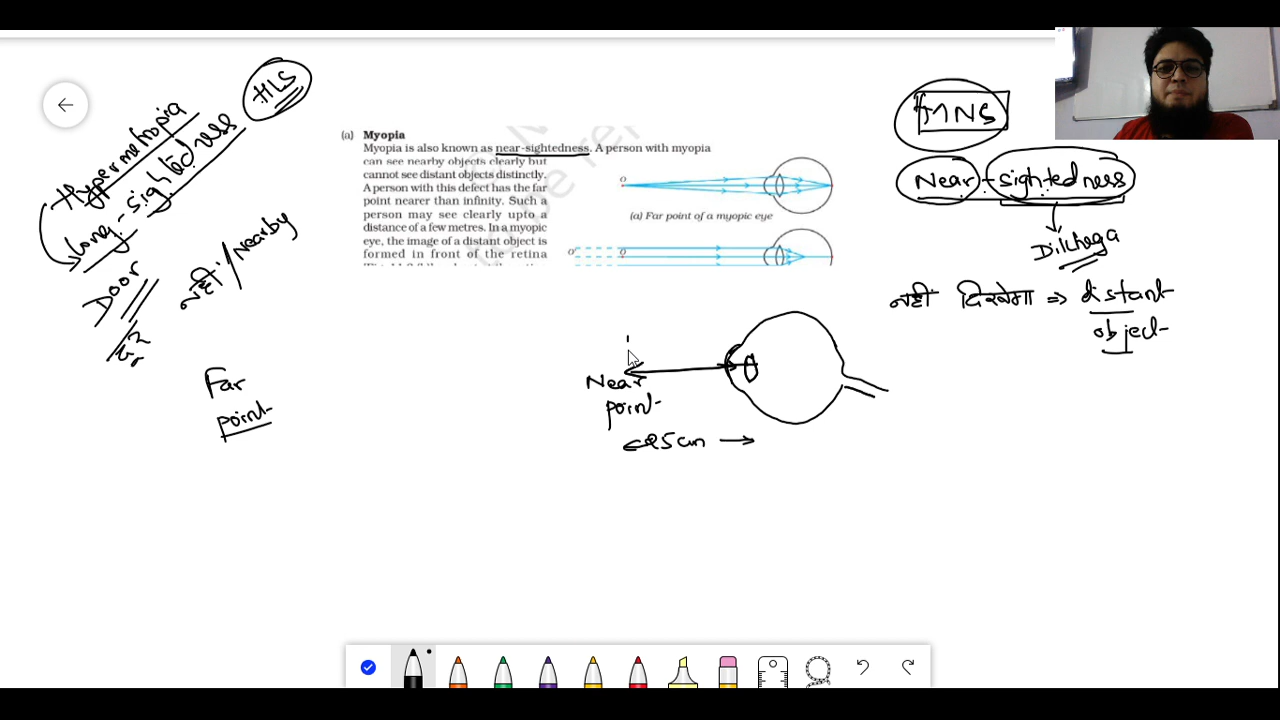 Hypermetropia
Long-sightedness
HLS
Door
नहीं / Nearby
Far
point
(a) Myopia
Myopia is also known as near-sightedness. A person with myopia
can see nearby objects clearly but
cannot see distant objects distinctly.
A person with this defect has the far
point nearer than infinity. Such a
person may see clearly upto a
distance of a few metres. In a myopic
eye, the image of a distant object is
formed in front of the retina
O
(a) Far point of a myopic eye
O'
O
Near
point
25cm
MNS
Near-sightedness
Dikhega
नहीं दिखेगा ⇒ distant
object